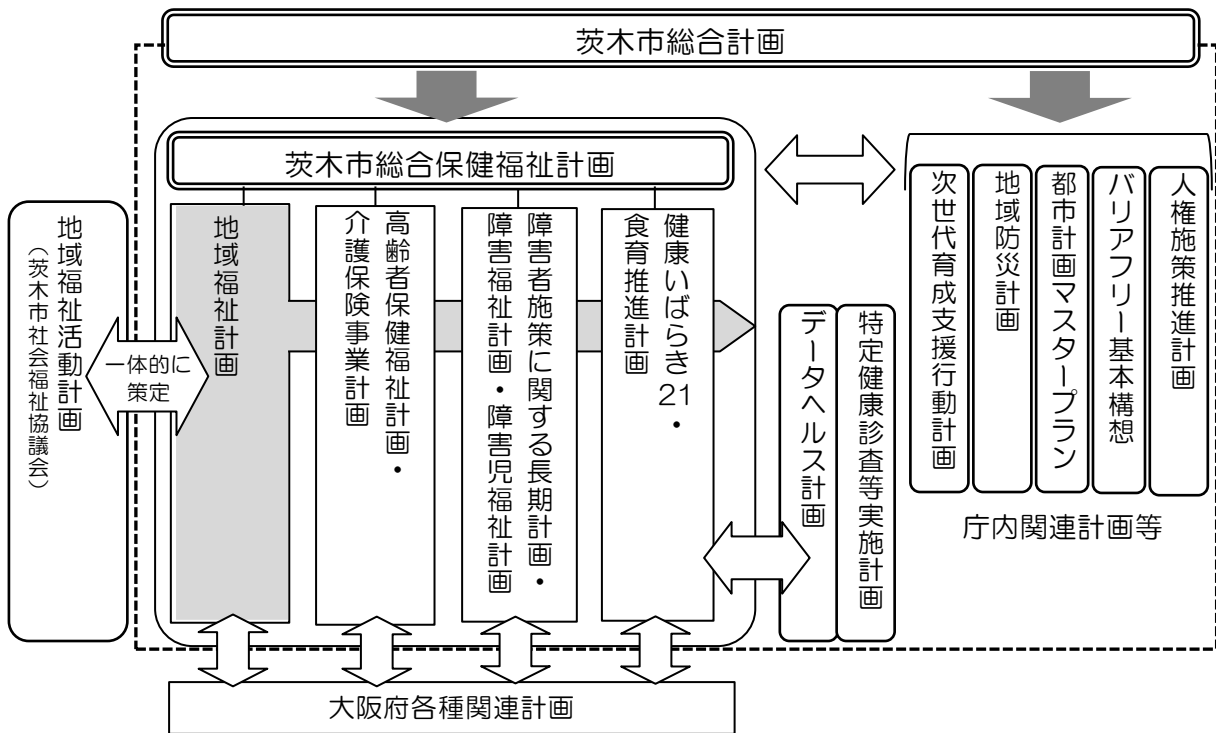 茨木市総合計画
茨木市総合保健福祉計画
地域福祉活動計画
（茨木市社会福祉協議会）
一体的に
策定
地域福祉計画
高齢者保健福祉計画・
介護保険事業計画
障害者施策に関する長期計画・
障害福祉計画・障害児福祉計画
健康いばらき21・
食育推進計画
データヘルス計画
特定健康診査等実施計画
次世代育成支援行動計画
地域防災計画
都市計画マスタープラン
バリアフリー基本構想
人権施策推進計画
庁内関連計画等
大阪府各種関連計画